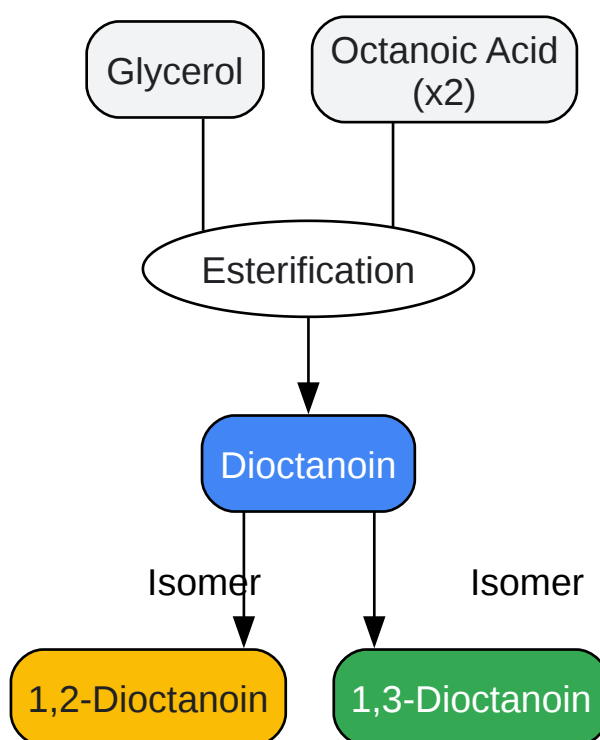 Glycerol
Octanoic Acid
(x2)
Esterification
Dioctanoin
Isomer
Isomer
1,2-Dioctanoin
1,3-Dioctanoin